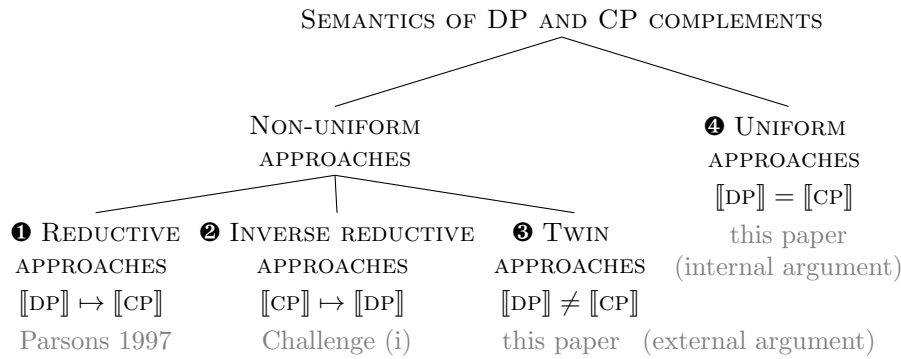 SEMANTICS OF DP AND CP COMPLEMENTS
NON-UNIFORM
APPROACHES
❹ UNIFORM
APPROACHES
⟦DP⟧ = ⟦CP⟧
this paper
(internal argument)
❶ REDUCTIVE
APPROACHES
⟦DP⟧ ↦ ⟦CP⟧
Parsons 1997
❷ INVERSE REDUCTIVE
APPROACHES
⟦CP⟧ ↦ ⟦DP⟧
Challenge (i)
❸ TWIN
APPROACHES
⟦DP⟧ ≠ ⟦CP⟧
this paper (external argument)